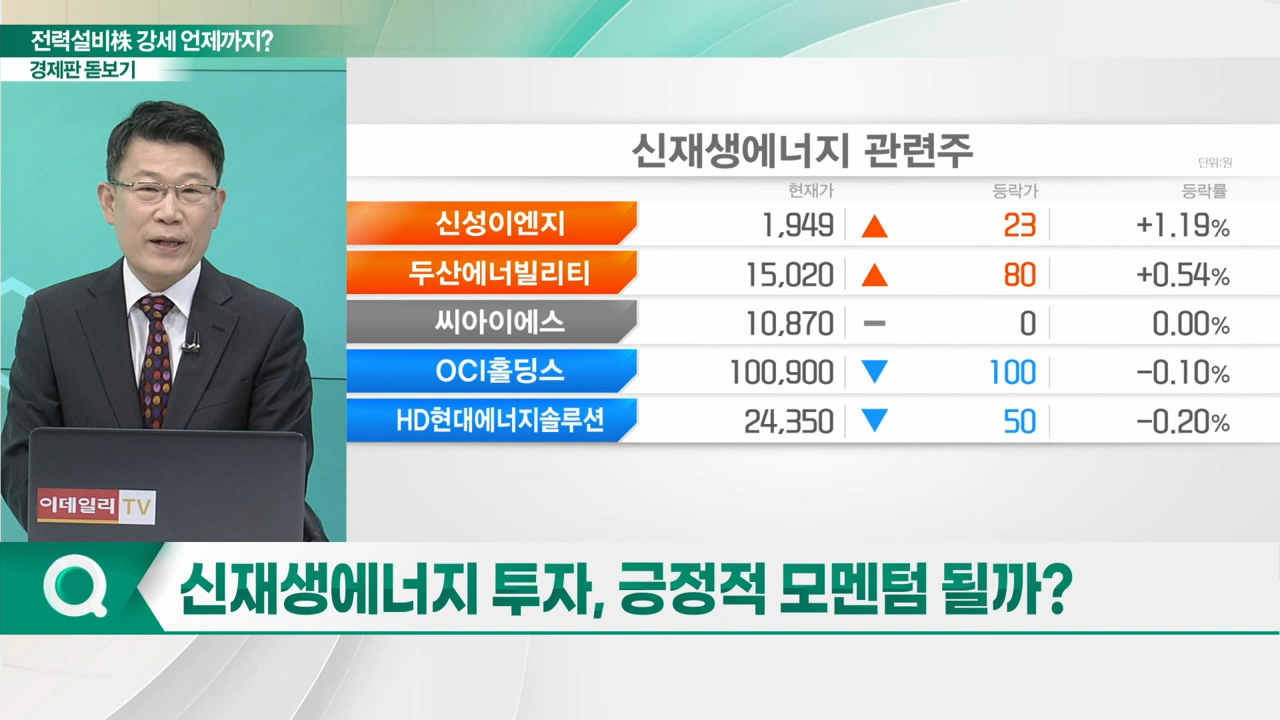 전력설비株 강세 언제까지?
경제판 돋보기
신재생에너지 관련주
단위:원
현재가 등락가 등락률
신성이엔지 1,949 ▲ 23 +1.19%
두산에너빌리티 15,020 ▲ 80 +0.54%
씨아이에스 10,870 – 0 0.00%
OCI홀딩스 100,900 ▼ 100 -0.10%
HD현대에너지솔루션 24,350 ▼ 50 -0.20%
이데일리TV
신재생에너지 투자, 긍정적 모멘텀 될까?